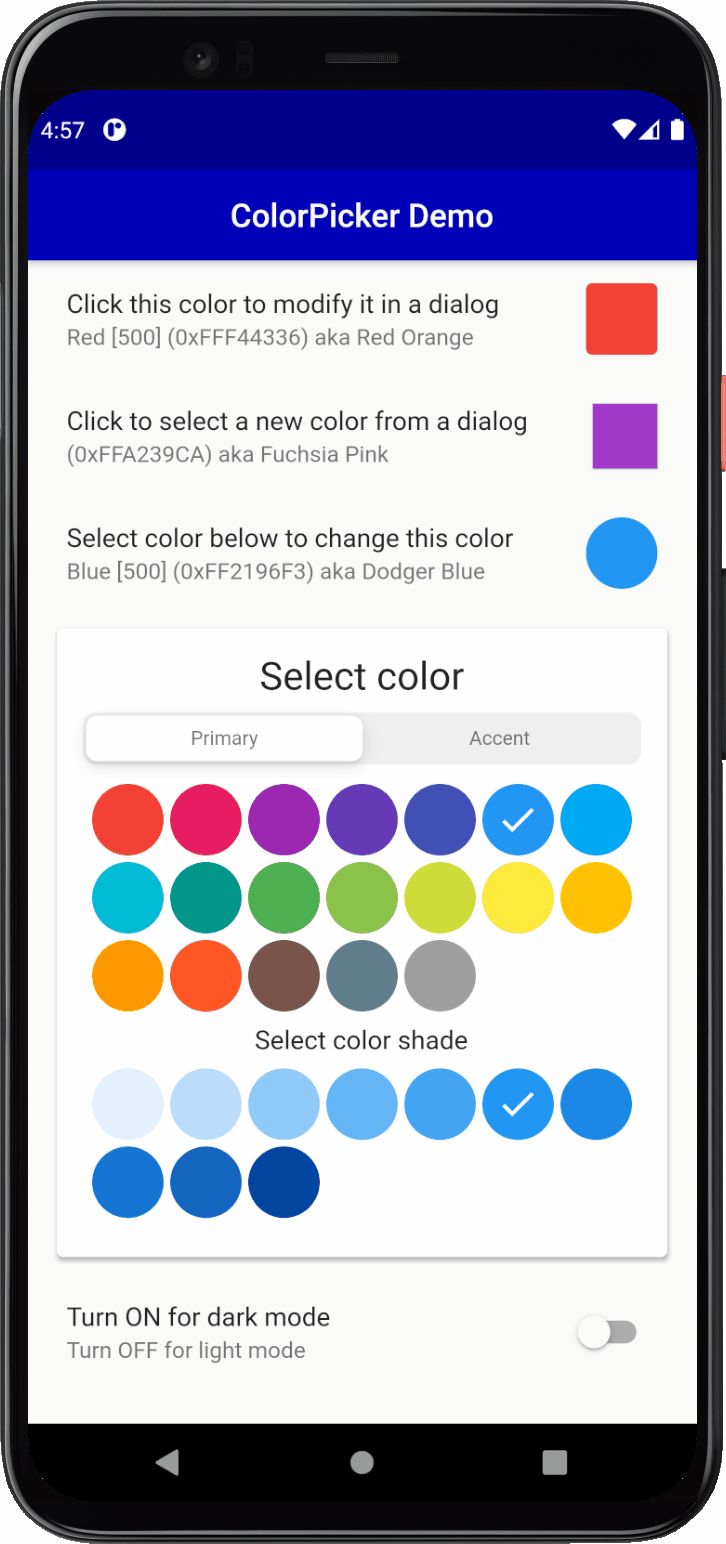 4:57
ColorPicker Demo
Click this color to modify it in a dialog
Red [500] (0xFFF44336) aka Red Orange
Click to select a new color from a dialog
(0xFFA239CA) aka Fuchsia Pink
Select color below to change this color
Blue [500] (0xFF2196F3) aka Dodger Blue
Select color
Primary Accent
Select color shade
Turn ON for dark mode
Turn OFF for light mode